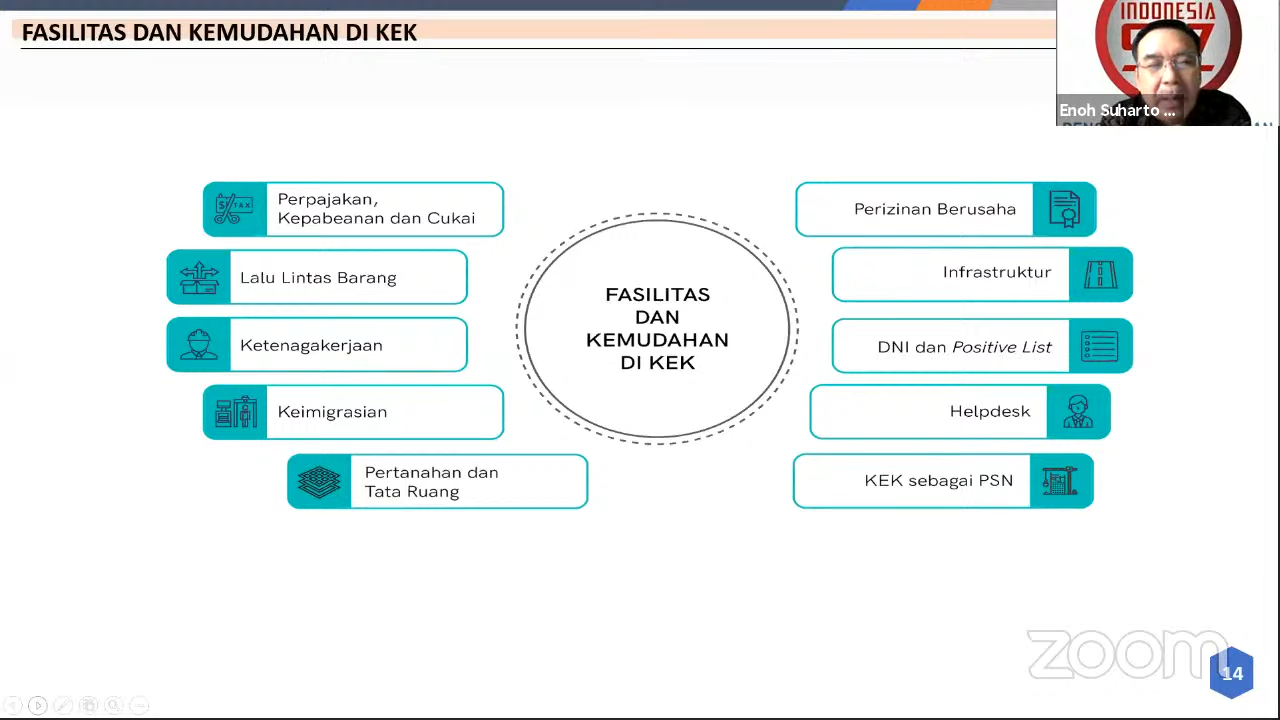 FASILITAS DAN KEMUDAHAN DI KEK
INDONESIA
Enoh Suharto ...
TAX
Perpajakan,
Kepabeanan dan Cukai
Lalu Lintas Barang
Ketenagakerjaan
Keimigrasian
Pertanahan dan
Tata Ruang
FASILITAS
DAN
KEMUDAHAN
DI KEK
Perizinan Berusaha
Infrastruktur
DNI dan Positive List
Helpdesk
KEK sebagai PSN
zoom
14